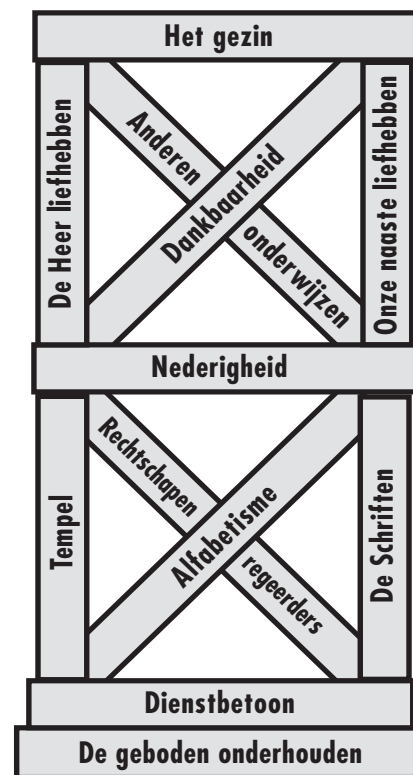 Het gezin
De Heer liefhebben
Anderen
onderwijzen
Dankbaarheid
Onze naaste liefhebben
Nederigheid
Tempel
Rechtschapen
regeerders
Alfabetisme
De Schriften
Dienstbetoon
De geboden onderhouden